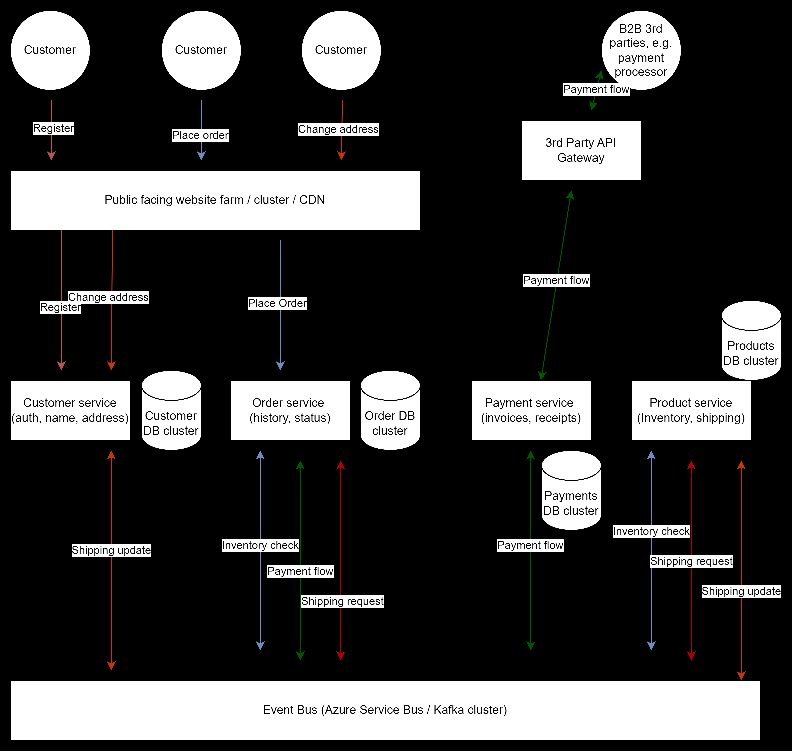 Customer
Customer
Customer
B2B 3rd
parties, e.g.
payment
processor
Payment flow
Register
Place order
Change address
3rd Party API
Gateway
Public facing website farm / cluster / CDN
Payment flow
Change address
Register
Place Order
Products
DB cluster
Customer service
(auth, name, address)
Customer
DB cluster
Order service
(history, status)
Order DB
cluster
Payment service
(invoices, receipts)
Product service
(Inventory, shipping)
Payments
DB cluster
Shipping update
Inventory check
Payment flow
Shipping request
Payment flow
Inventory check
Shipping request
Shipping update
Event Bus (Azure Service Bus / Kafka cluster)